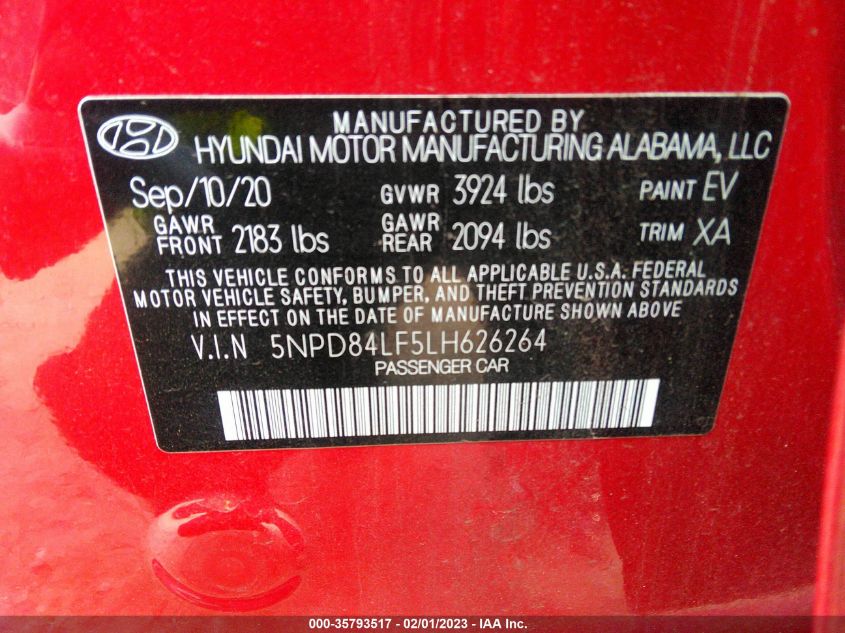 MANUFACTURED BY
HYUNDAI MOTOR MANUFACTURING ALABAMA, LLC
Sep/10/20 GVWR 3924 lbs PAINT EV
GAWR FRONT 2183 lbs GAWR REAR 2094 lbs TRIM XA
THIS VEHICLE CONFORMS TO ALL APPLICABLE U.S.A. FEDERAL
MOTOR VEHICLE SAFETY, BUMPER, AND THEFT PREVENTION STANDARDS
IN EFFECT ON THE DATE OF MANUFACTURE SHOWN ABOVE
V.I.N 5NPD84LF5LH626264
PASSENGER CAR
000-35793517 - 02/01/2023 - IAA Inc.